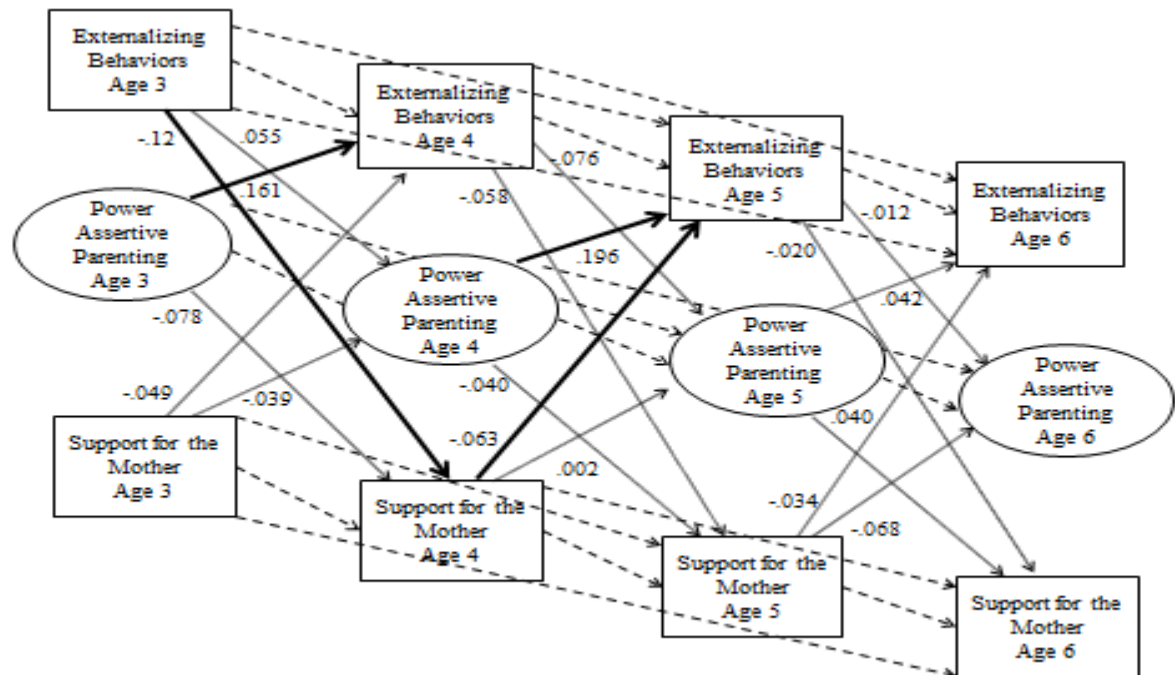 Externalizing
Behaviors
Age 3
Externalizing
Behaviors
Age 4
Externalizing
Behaviors
Age 5
Externalizing
Behaviors
Age 6
-.12
.055
-.076
.161
-.058
-.012
-.020
Power
Assertive
Parenting
Age 3
Power
Assertive
Parenting
Age 4
Power
Assertive
Parenting
Age 5
Power
Assertive
Parenting
Age 6
.196
.042
-.078
-.040
-.049
-.039
-.063
.040
.002
-.034
-.068
Support for the
Mother
Age 3
Support for the
Mother
Age 4
Support for the
Mother
Age 5
Support for the
Mother
Age 6